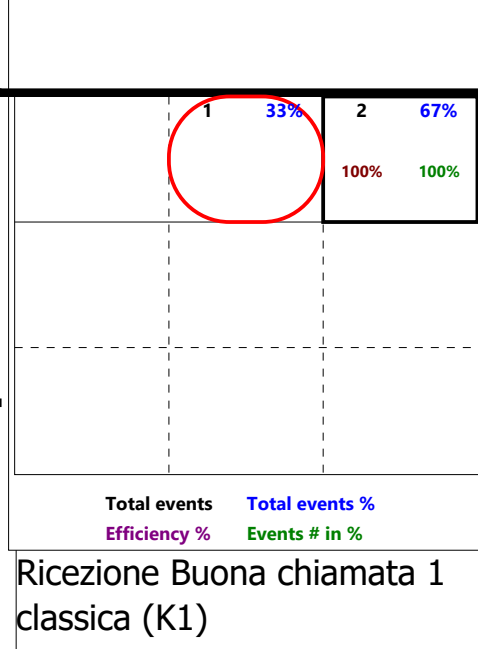 1 33% 2 67%
100% 100%
Total events Total events %
Efficiency % Events # in %
Ricezione Buona chiamata 1
classica (K1)